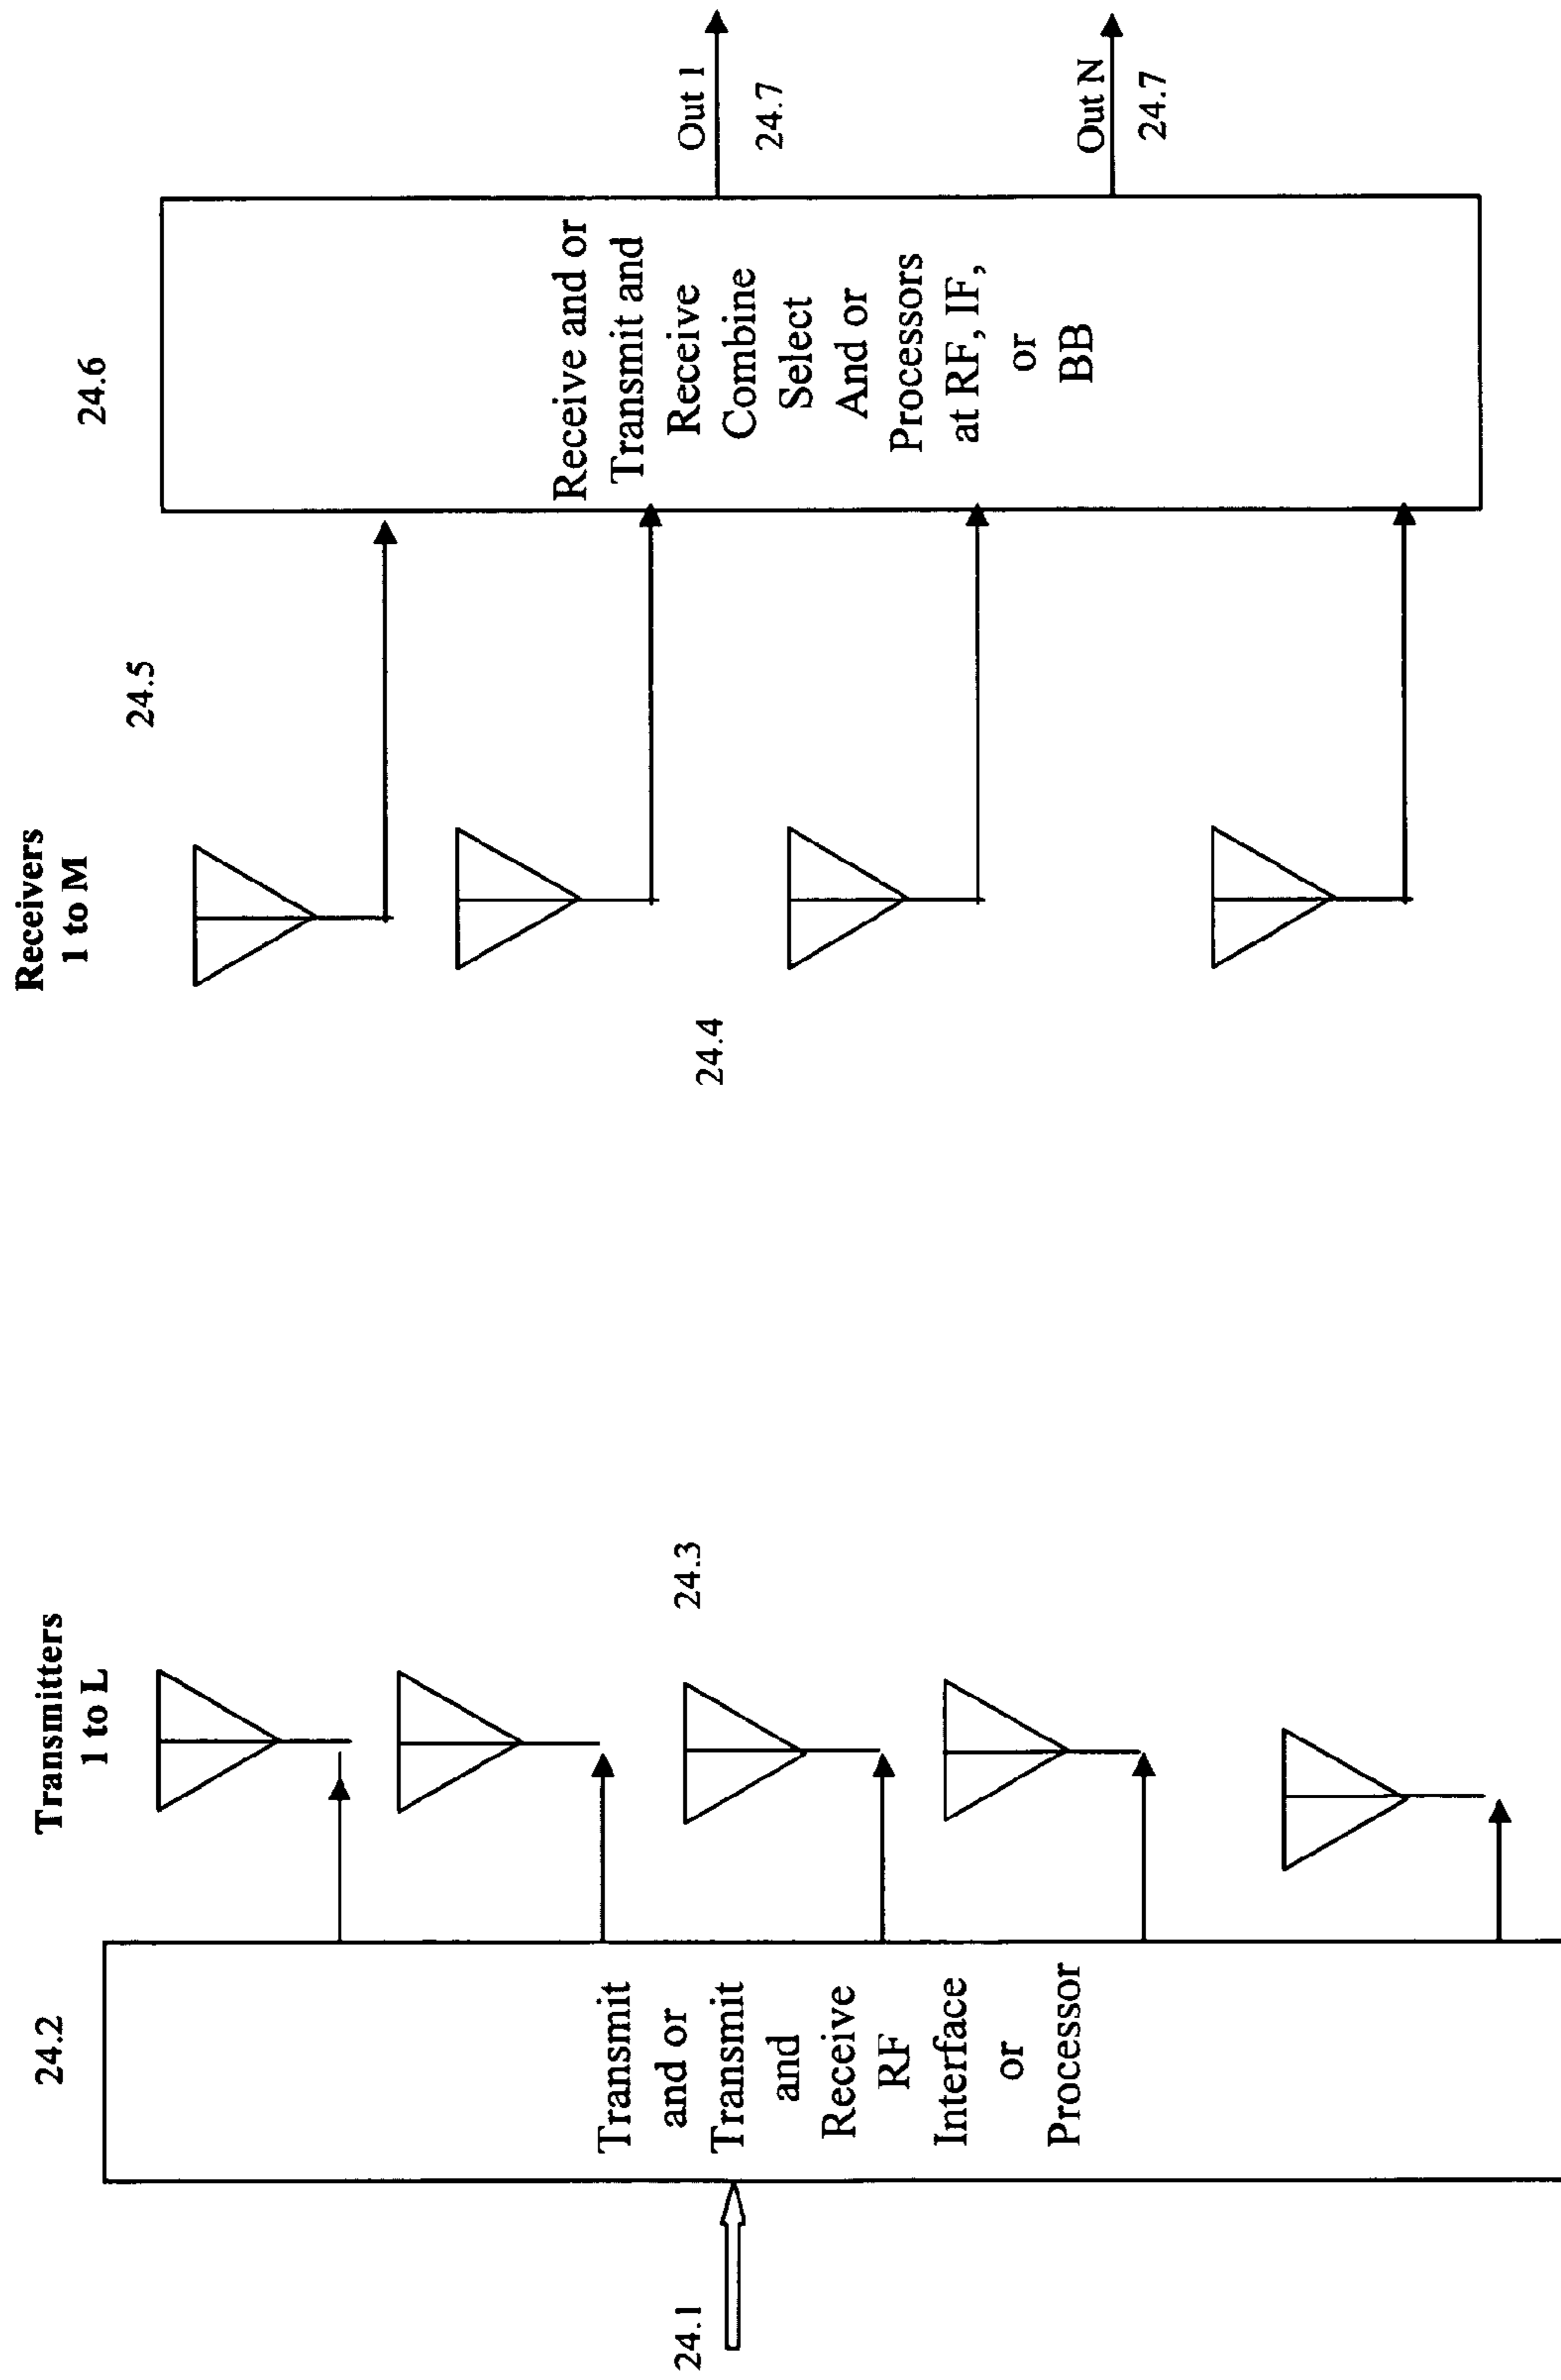 24.1
24.2
Transmit
and or
Transmit
and
Receive
RF
Interface
or
Processor
Transmitters
1 to L
24.3
24.4
Receivers
1 to M
24.5
24.6
Receive and or
Transmit and
Receive
Combine
Select
And or
Processors
at RF, IF,
or
BB
Out 1
24.7
Out N
24.7